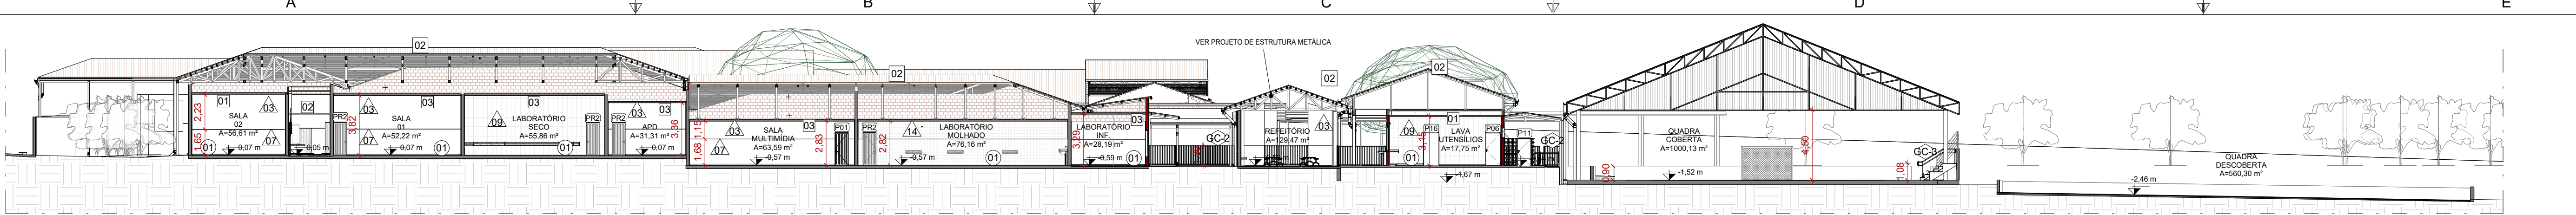 A
B
C
D
E
02
02
VER PROJETO DE ESTRUTURA METÁLICA
02
02
01
03
SALA
02
A=56,61 m²
2,23
1,65
01
07
0,07 m
02
0,05 m
PR2
3,82
03
03
SALA
01
A=52,22 m²
07
0,07 m
01
09
03
LABORATÓRIO
SECO
A=55,86 m²
01
PR2
PR2
03
03
APD
A=31,31 m²
3,36
0,07 m
1,15
1,68
03
07
03
SALA
MULTIMÍDIA
A=63,59 m²
-0,57 m
2,83
P01
PR2
2,82
14
LABORATÓRIO
MOLHADO
A=76,16 m²
-0,57 m
01
3,29
03
LABORATÓRIO
INF.
A=28,19 m²
-0,59 m
01
GC-2
REFEITÓRIO
A=129,47 m²
03
09
01
3,15
P16
01
LAVA
UTENSÍLIOS
A=17,75 m²
P06
P11
GC-2
-1,67 m
QUADRA
COBERTA
A=1000,13 m²
0,90
-1,52 m
4,50
1,08
GC-3
QUADRA
DESCOBERTA
A=560,30 m²
-2,46 m